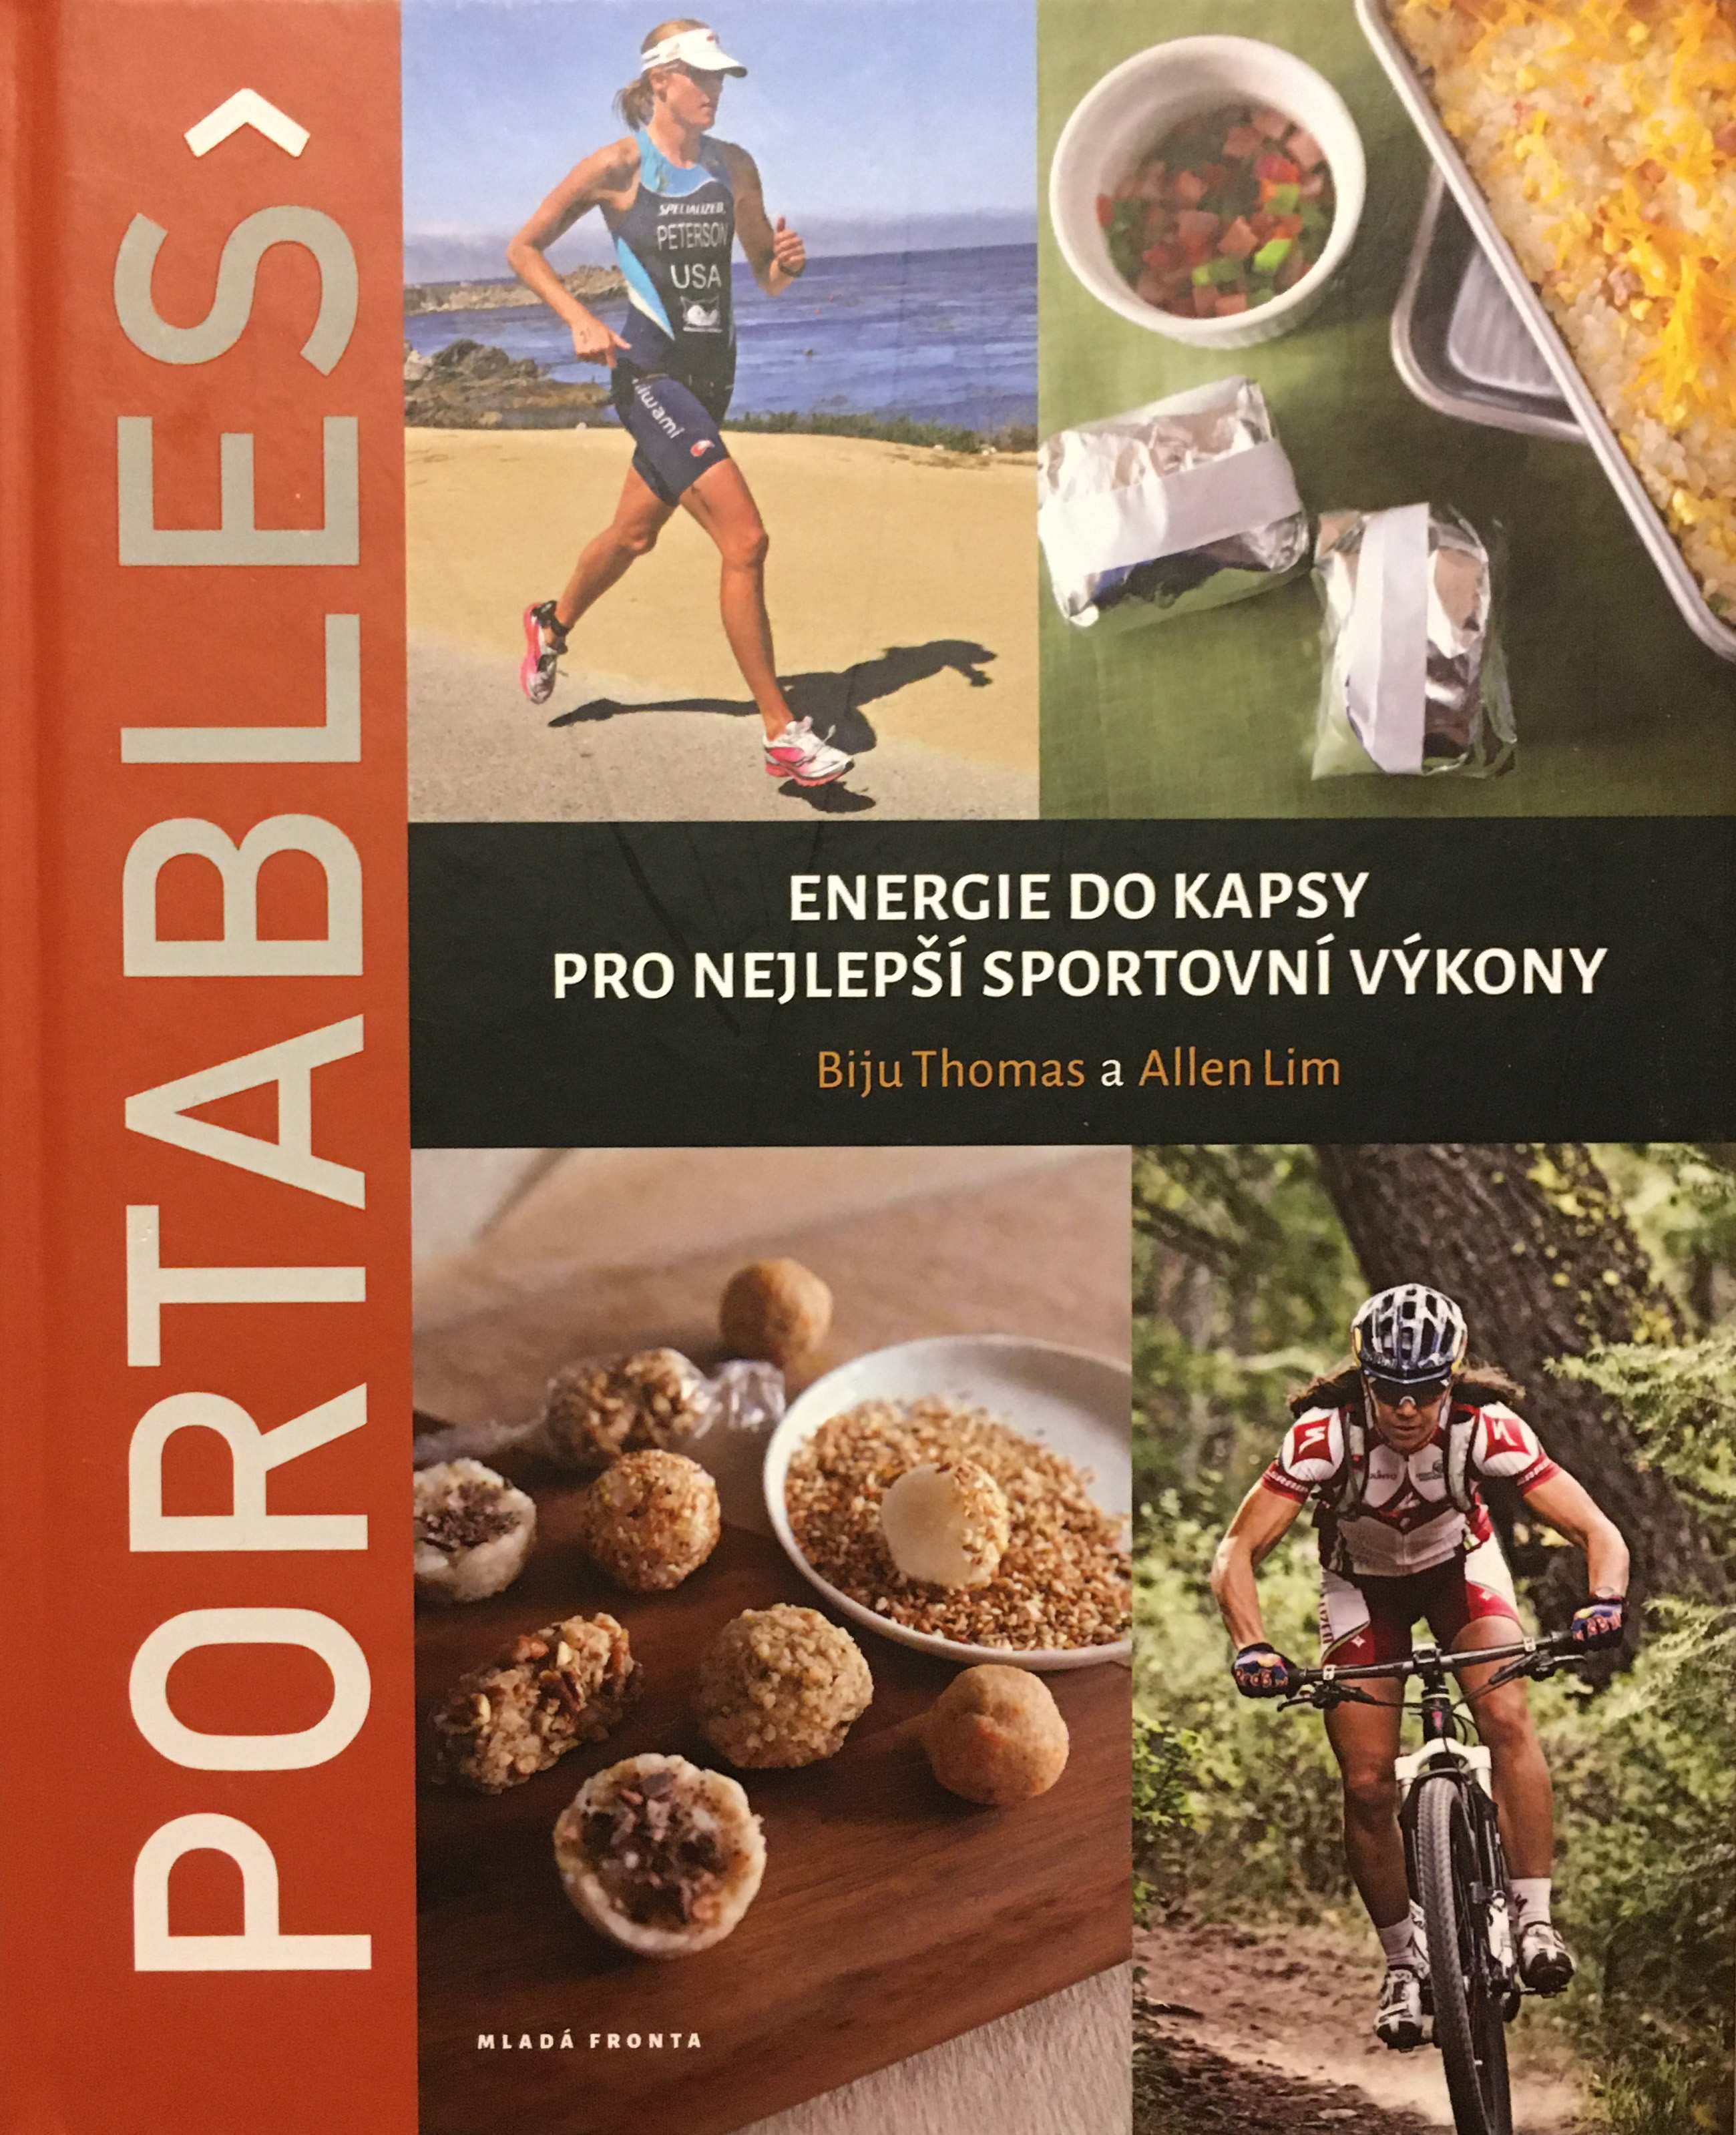 PORTABLES>
SPECIALIZED
PETERSON
USA
ENERGIE DO KAPSY
PRO NEJLEPŠÍ SPORTOVNÍ VÝKONY
Biju Thomas a Allen Lim
MLADÁ FRONTA